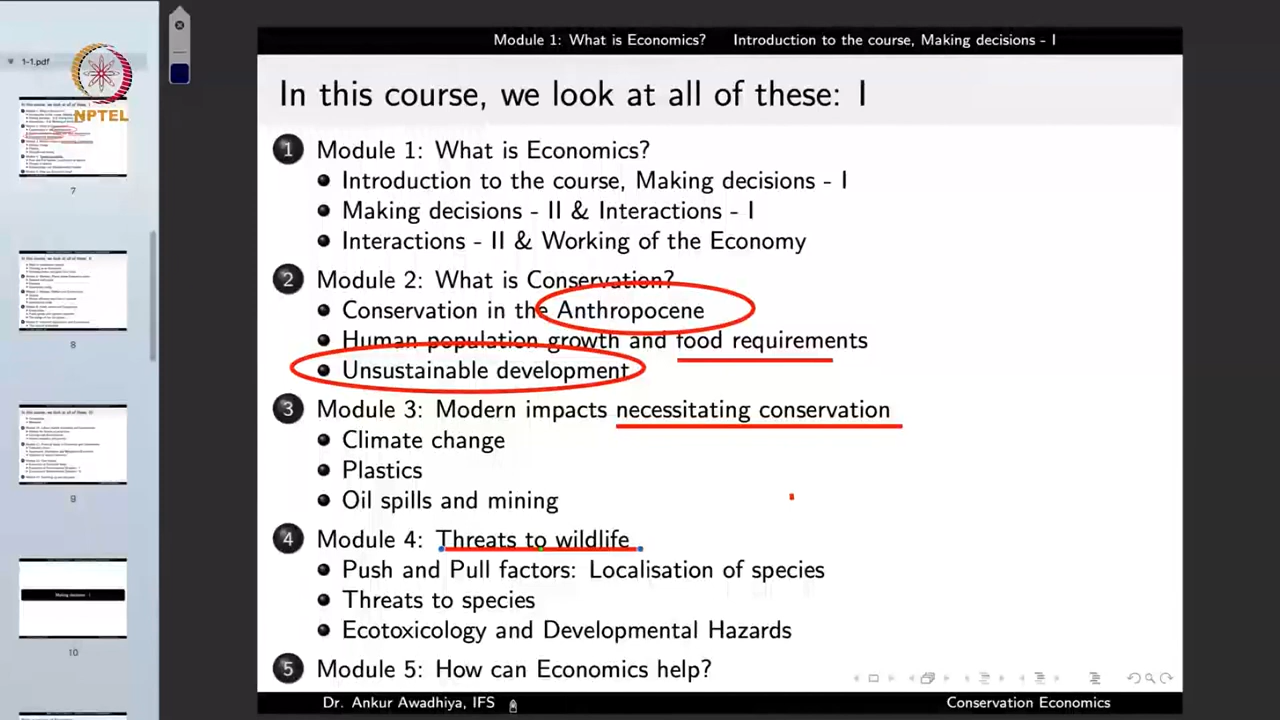 Module 1: What is Economics? Introduction to the course, Making decisions - I
1-1.pdf
NPTEL
In this course, we look at all of these: I
1 Module 1: What is Economics?
Introduction to the course, Making decisions - I
Making decisions - II & Interactions - I
Interactions - II & Working of the Economy
2 Module 2: What is Conservation?
Conservation in the Anthropocene
Human population growth and food requirements
Unsustainable development
3 Module 3: Modern impacts necessitating conservation
Climate change
Plastics
Oil spills and mining
4 Module 4: Threats to wildlife
Push and Pull factors: Localisation of species
Threats to species
Ecotoxicology and Developmental Hazards
5 Module 5: How can Economics help?
Dr. Ankur Awadhiya, IFS
Conservation Economics
7
8
9
10